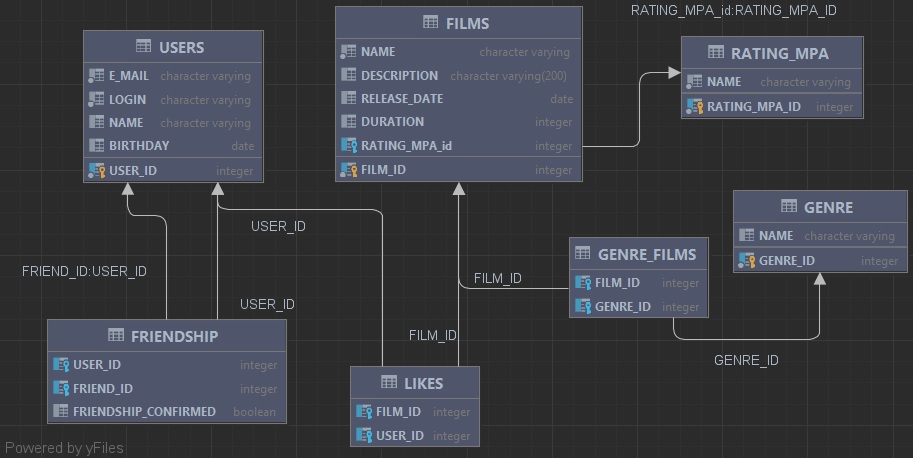 RATING_MPA_id:RATING_MPA_ID
USERS
E_MAIL character varying
LOGIN character varying
NAME character varying
BIRTHDAY date
USER_ID integer
FILMS
NAME character varying
DESCRIPTION character varying(200)
RELEASE_DATE date
DURATION integer
RATING_MPA_id integer
FILM_ID integer
RATING_MPA
NAME character varying
RATING_MPA_ID integer
GENRE
NAME character varying
GENRE_ID integer
USER_ID
FRIEND_ID:USER_ID
USER_ID
FILM_ID
GENRE_FILMS
FILM_ID integer
GENRE_ID integer
FILM_ID
GENRE_ID
FRIENDSHIP
USER_ID integer
FRIEND_ID integer
FRIENDSHIP_CONFIRMED boolean
LIKES
FILM_ID integer
USER_ID integer
Powered by yFiles